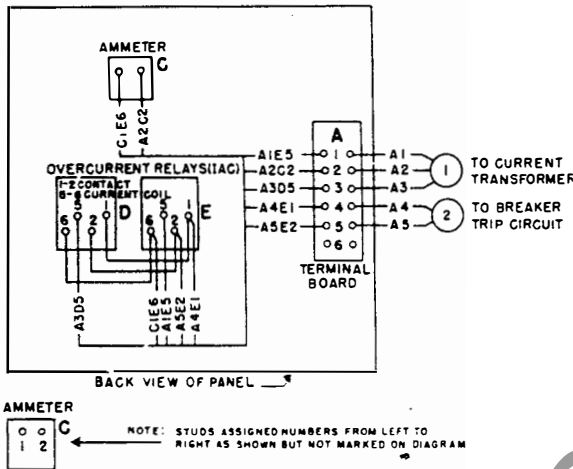 AMMETER
C
C1E6
A2C2
OVERCURRENT RELAYS(IAC)
1-2 CONTACT
5-6 CURRENT COIL
5 1
6 2 D
5 1
6 2 E
A3D5
C1E6
A1E5
A5E2
A4E1
A
A1E5 1 A1
A2C2 2 A2
A3D5 3 A3
A4E1 4 A4
A5E2 5 A5
6
TERMINAL
BOARD
1 TO CURRENT
TRANSFORMER
2 TO BREAKER
TRIP CIRCUIT
BACK VIEW OF PANEL
AMMETER
C
1 2
NOTE: STUDS ASSIGNED NUMBERS FROM LEFT TO
RIGHT AS SHOWN BUT NOT MARKED ON DIAGRAM